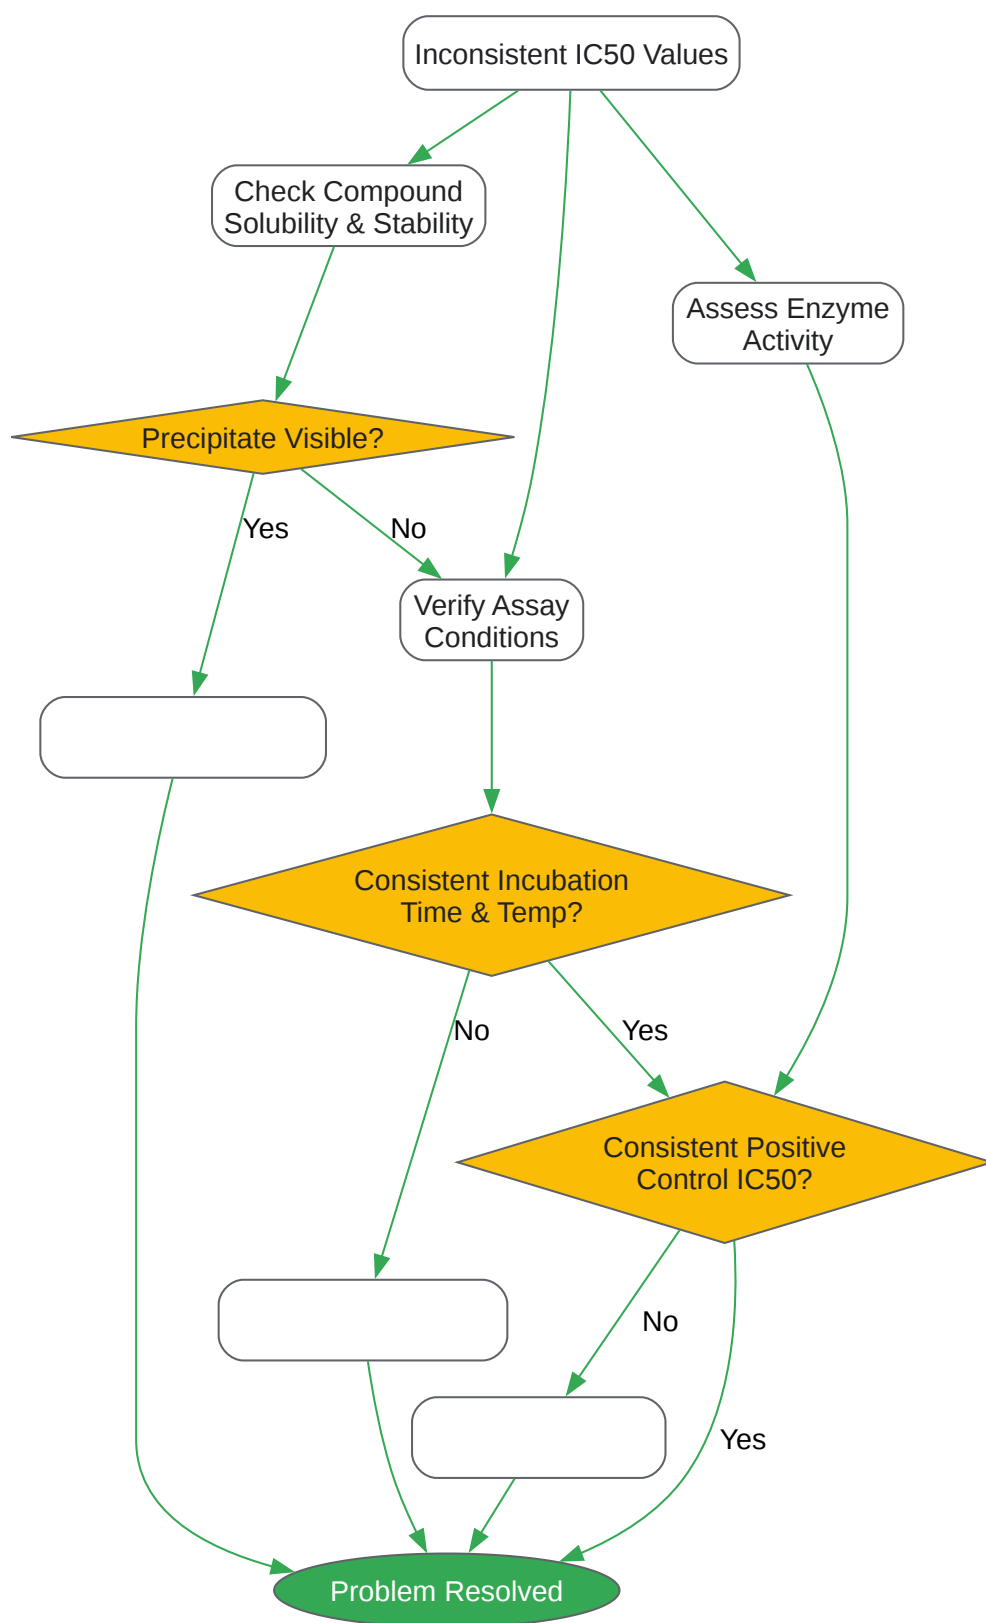 Inconsistent IC50 Values
Check Compound
Solubility & Stability
Assess Enzyme
Activity
Precipitate Visible?
Yes
No
Verify Assay
Conditions
Consistent Incubation
Time & Temp?
No
Yes
Consistent Positive
Control IC50?
No
Yes
Problem Resolved